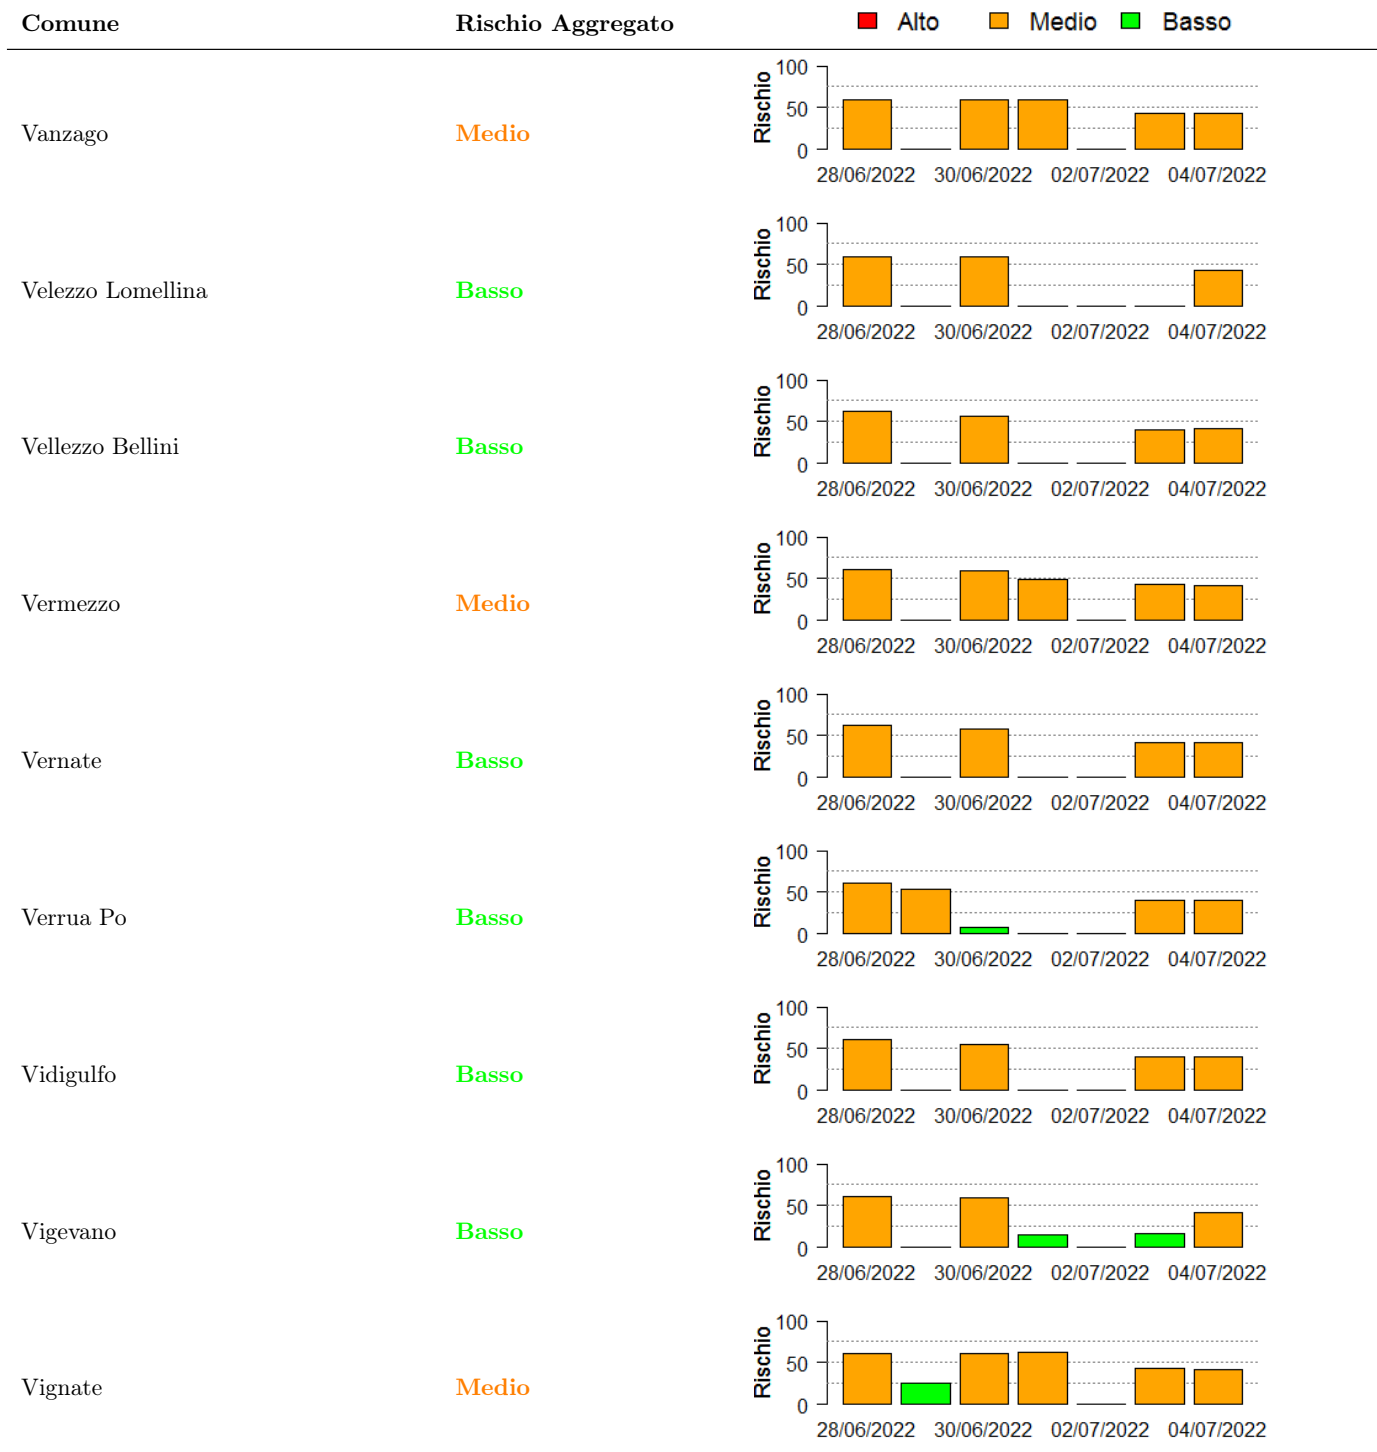 Comune Rischio Aggregato Alto Medio Basso
Vanzago Medio
Rischio
100
50
0
28/06/2022 30/06/2022 02/07/2022 04/07/2022
Velezzo Lomellina Basso
Rischio
100
50
0
28/06/2022 30/06/2022 02/07/2022 04/07/2022
Vellezzo Bellini Basso
Rischio
100
50
0
28/06/2022 30/06/2022 02/07/2022 04/07/2022
Vermezzo Medio
Rischio
100
50
0
28/06/2022 30/06/2022 02/07/2022 04/07/2022
Vernate Basso
Rischio
100
50
0
28/06/2022 30/06/2022 02/07/2022 04/07/2022
Verrua Po Basso
Rischio
100
50
0
28/06/2022 30/06/2022 02/07/2022 04/07/2022
Vidigulfo Basso
Rischio
100
50
0
28/06/2022 30/06/2022 02/07/2022 04/07/2022
Vigevano Basso
Rischio
100
50
0
28/06/2022 30/06/2022 02/07/2022 04/07/2022
Vignate Medio
Rischio
100
50
0
28/06/2022 30/06/2022 02/07/2022 04/07/2022